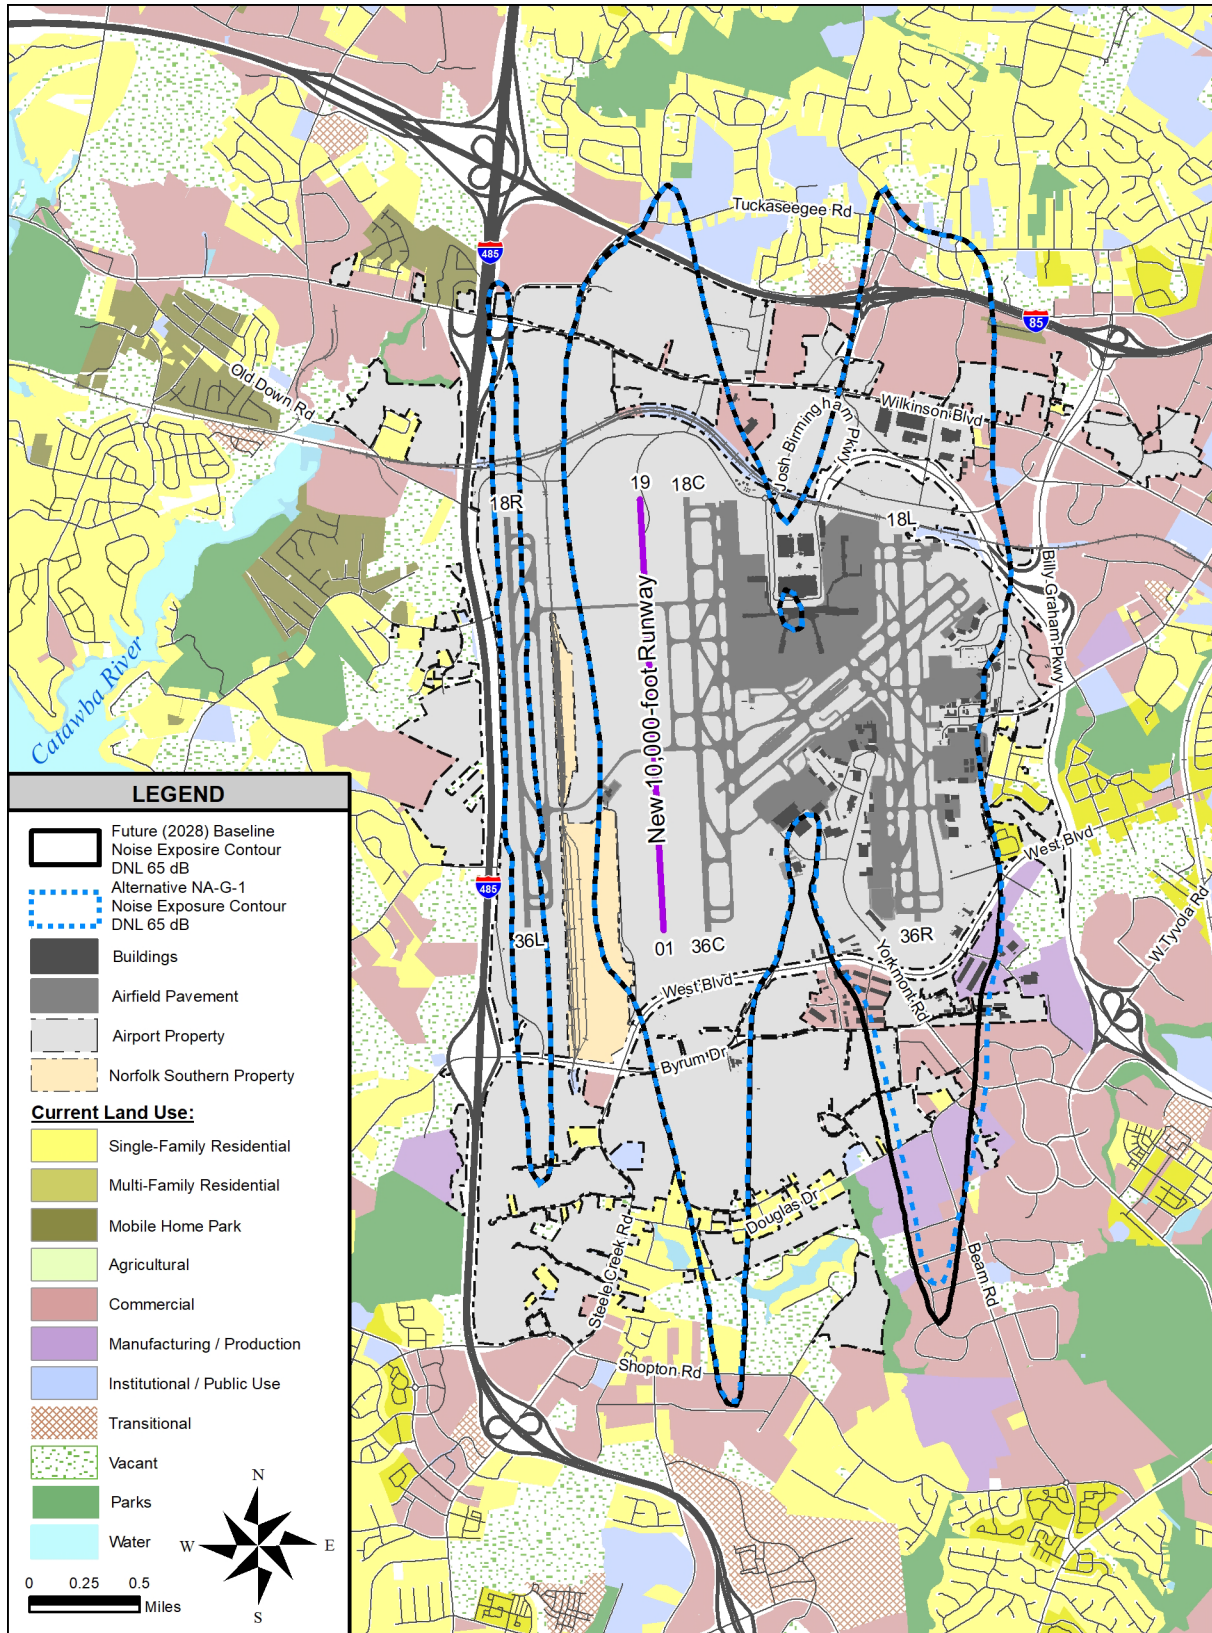 Tuckaseegee Rd
485
85
Old Down Rd
Wilkinson Blvd
Josh Birmingham Pkwy
19
18C
18R
18L
Billy Graham Pkwy
New 10,000-foot Runway
Catawba River
West Blvd
W Tyvola Rd
485
36L
01
36C
36R
Yorkmont Rd
West Blvd
Byrum Dr
Douglas Dr
Steele Creek Rd
Beam Rd
Shopton Rd
LEGEND
Future (2028) Baseline
Noise Exposire Contour
DNL 65 dB
Alternative NA-G-1
Noise Exposure Contour
DNL 65 dB
Buildings
Airfield Pavement
Airport Property
Norfolk Southern Property
Current Land Use:
Single-Family Residential
Multi-Family Residential
Mobile Home Park
Agricultural
Commercial
Manufacturing / Production
Institutional / Public Use
Transitional
Vacant
Parks
Water
N
W
E
S
0 0.25 0.5
Miles